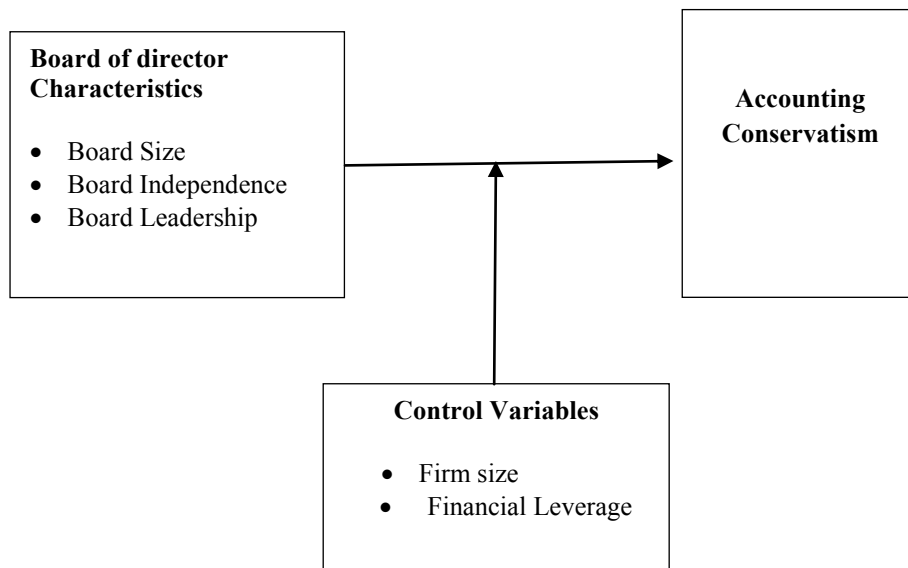 Board of director
Characteristics
• Board Size
• Board Independence
• Board Leadership
Accounting
Conservatism
Control Variables
• Firm size
• Financial Leverage